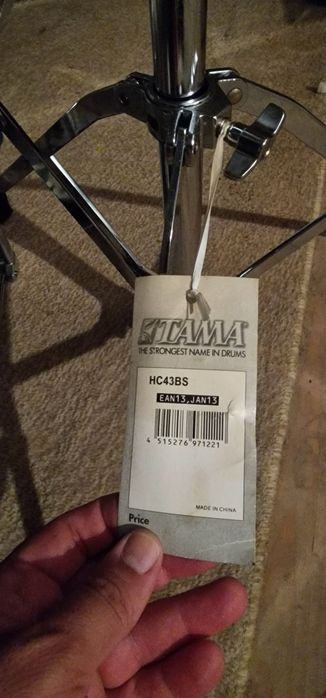 TAMA
THE STRONGEST NAME IN DRUMS
HC43BS
EAN13,JAN13
4 515276 971221
MADE IN CHINA
Price